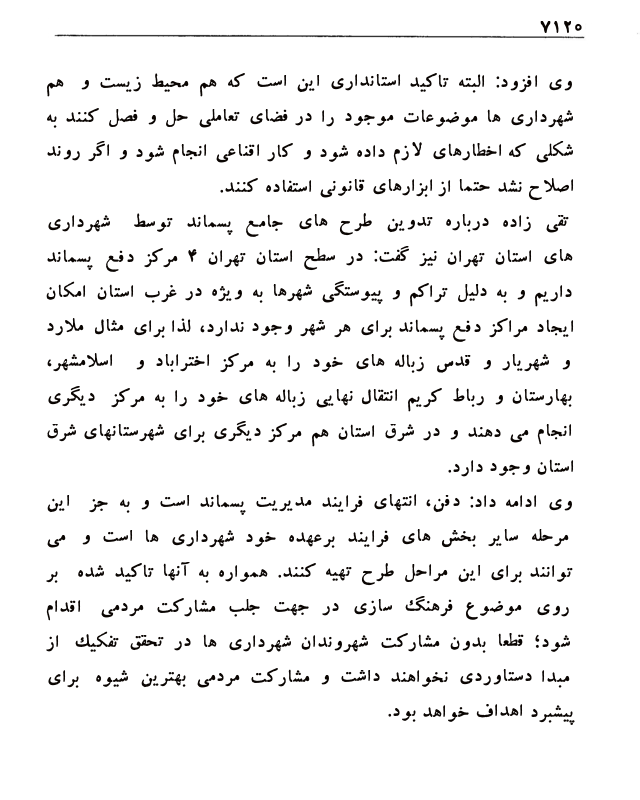 ۷۱۲۰
وی افزود: البته تاکید استانداری این است که هم محیط زیست و هم
شهرداری ها موضوعات موجود را در فضای تعاملی حل و فصل کنند به
شکلی که اخطارهای لازم داده شود و کار اقناعی انجام شود و اگر روند
اصلاح نشد حتما از ابزارهای قانونی استفاده کنند.
تقی زاده درباره تدوین طرح های جامع پسماند توسط شهرداری
های استان تهران نیز گفت: در سطح استان تهران ۴ مرکز دفع پسماند
داریم و به دلیل تراکم و پیوستگی شهرها به ویژه در غرب استان امکان
ایجاد مراکز دفع پسماند برای هر شهر وجود ندارد، لذا برای مثال ملارد
و شهریار و قدس زباله های خود را به مرکز اختراباد و اسلامشهر،
بهارستان و رباط کریم انتقال نهایی زباله های خود را به مرکز دیگری
انجام می دهند و در شرق استان هم مرکز دیگری برای شهرستانهای شرق
استان وجود دارد.
وی ادامه داد: دفن، انتهای فرایند مدیریت پسماند است و به جز این
مرحله سایر بخش های فرایند برعهده خود شهرداری ها است و می
توانند برای این مراحل طرح تهیه کنند. همواره به آنها تاکید شده بر
روی موضوع فرهنگ سازی در جهت جلب مشارکت مردمی اقدام
شود؛ قطعا بدون مشارکت شهروندان شهرداری ها در تحقق تفکیک از
مبدا دستاوردی نخواهند داشت و مشارکت مردمی بهترین شیوه برای
پیشبرد اهداف خواهد بود.